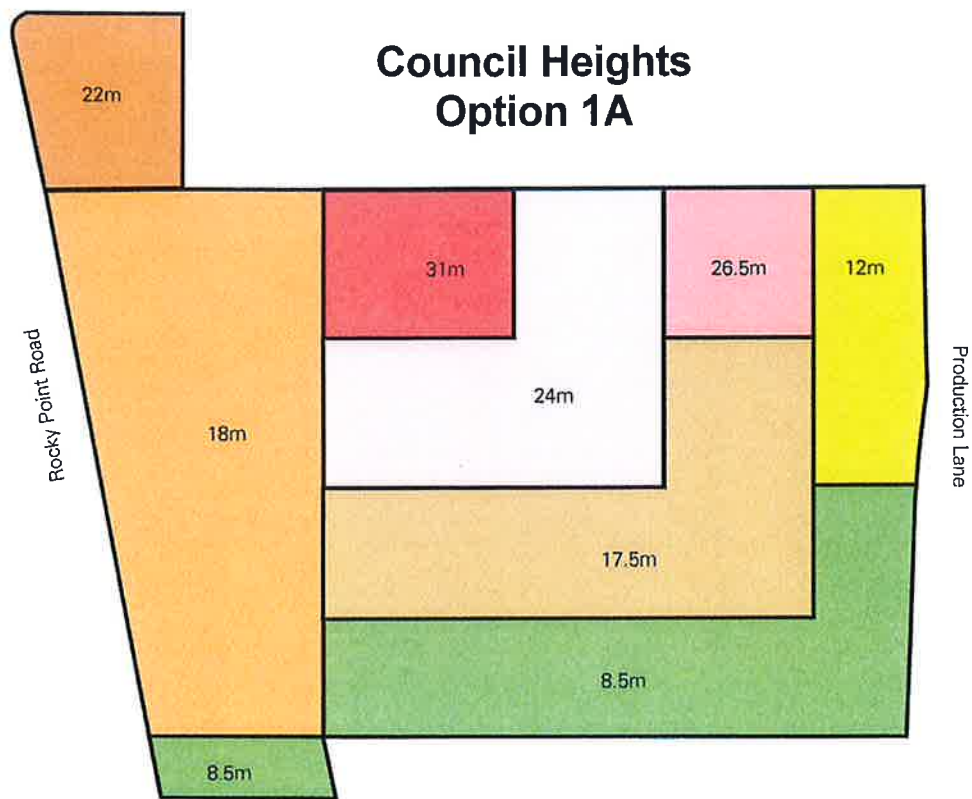 Council Heights
Option 1A
22m
31m
26.5m
12m
Rocky Point Road
Production Lane
24m
18m
17.5m
8.5m
8.5m